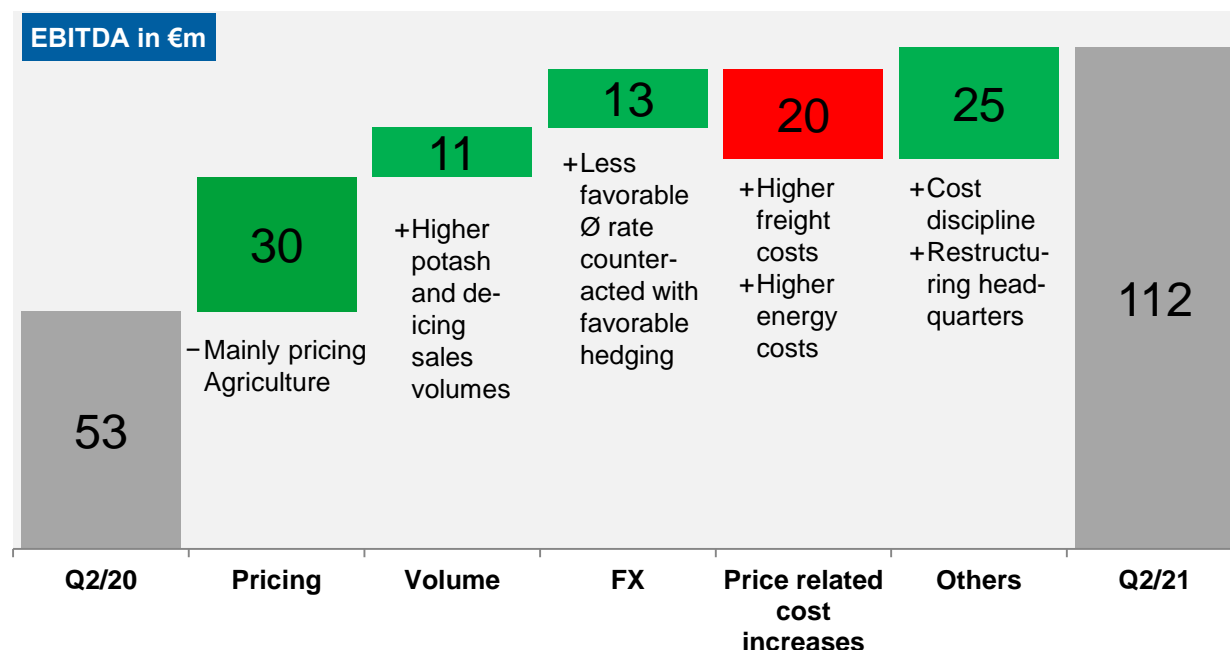 EBITDA in €m
53
30
−Mainly pricing
Agriculture
11
+Higher
potash
and de-
icing
sales
volumes
13
+Less
favorable
Ø rate
counter-
acted with
favorable
hedging
20
+Higher
freight
costs
+Higher
energy
costs
25
+Cost
discipline
+Restructu-
ring head-
quarters
112
Q2/20
Pricing
Volume
FX
Price related
cost
increases
Others
Q2/21